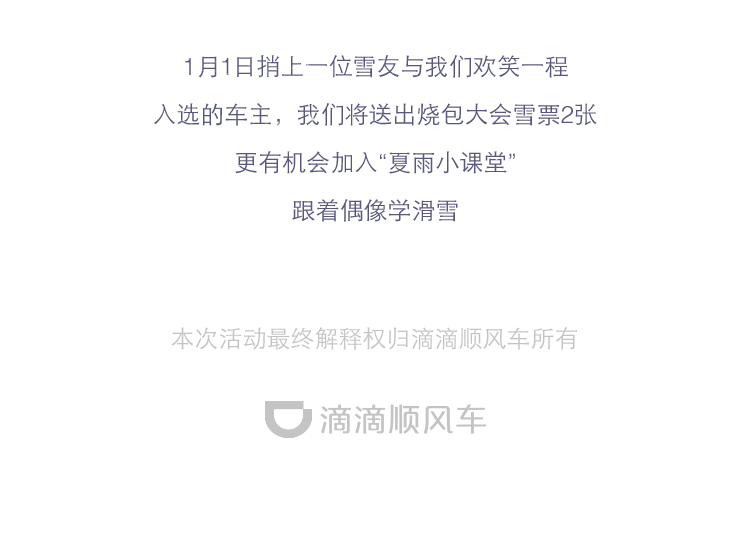 1月1日捎上一位雪友与我们欢笑一程
入选的车主，我们将送出烧包大会雪票2张
更有机会加入“夏雨小课堂”
跟着偶像学滑雪
本次活动最终解释权归滴滴顺风车所有
滴滴顺风车